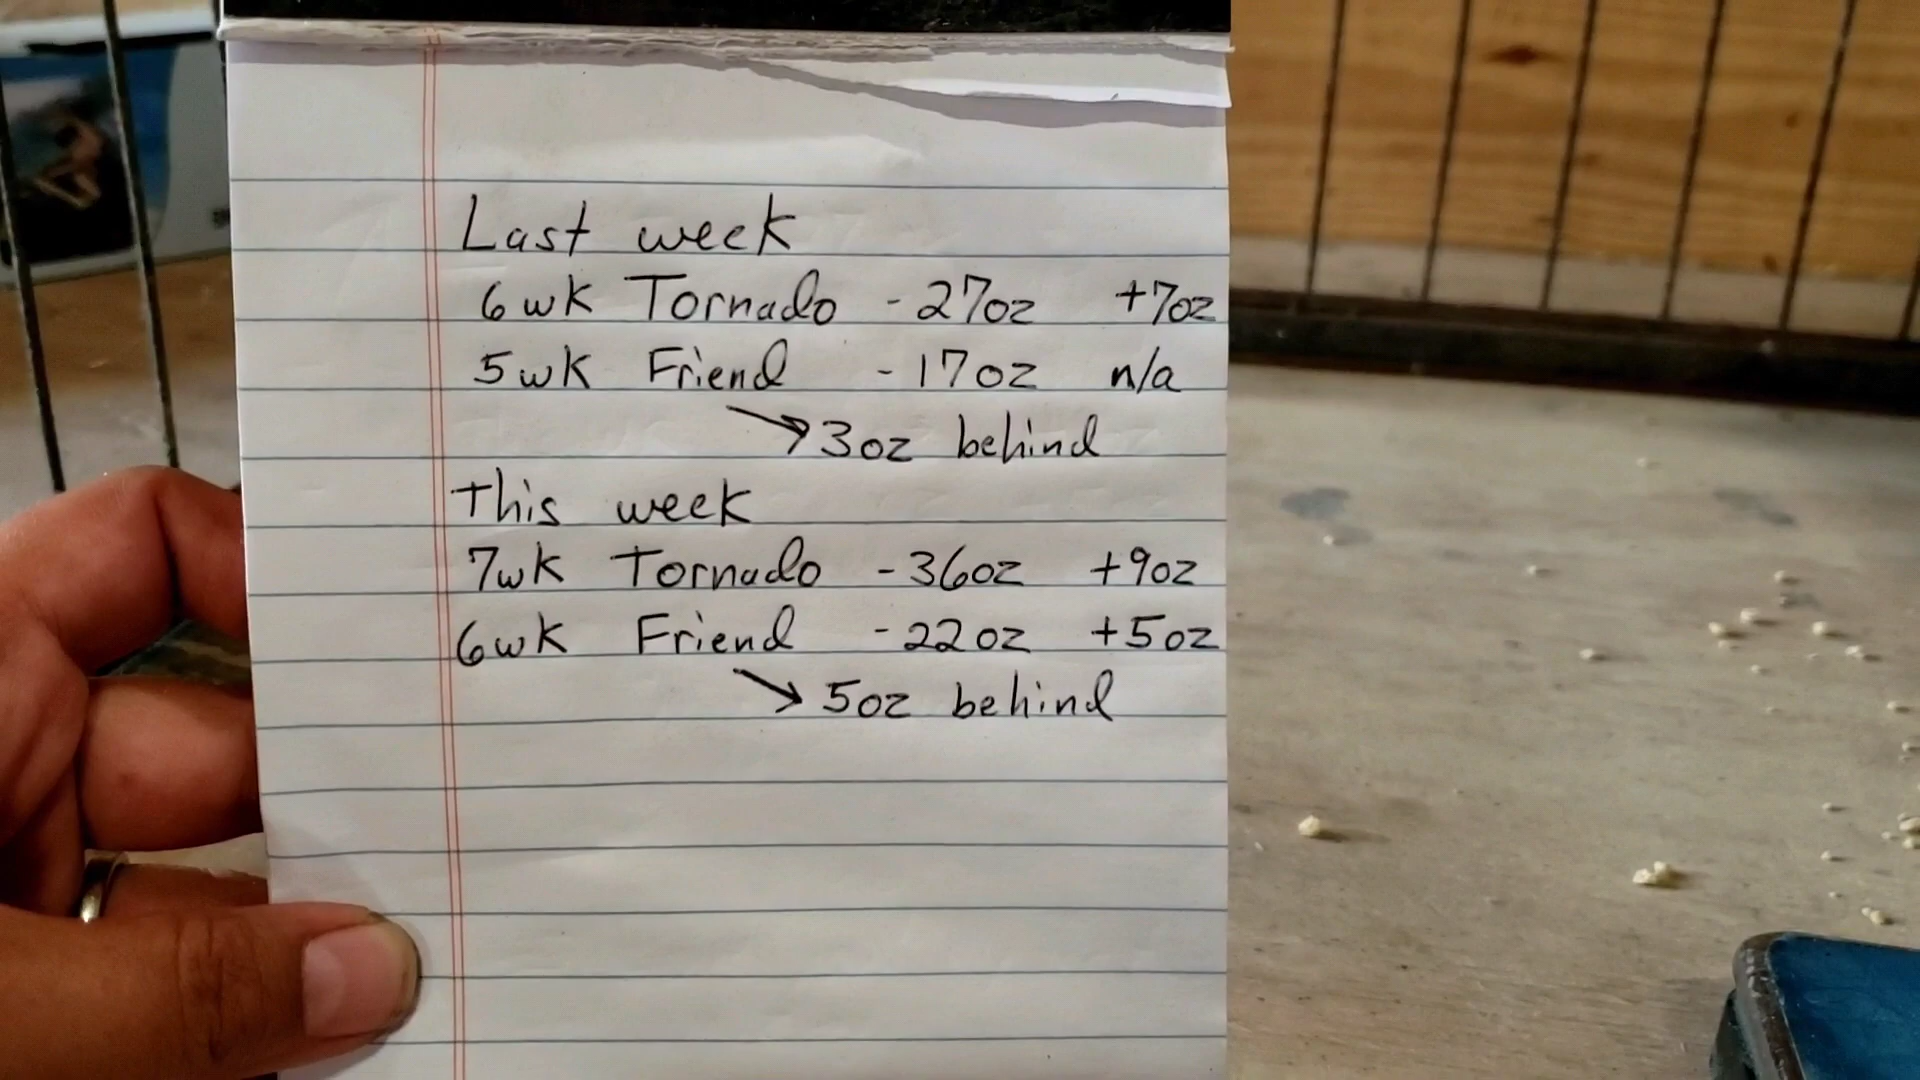 Last week
6wk Tornado - 27oz +7oz
5wk Friend - 17oz n/a
→ 3oz behind
This week
7wk Tornado - 36oz +9oz
6wk Friend - 22oz +5oz
→ 5oz behind